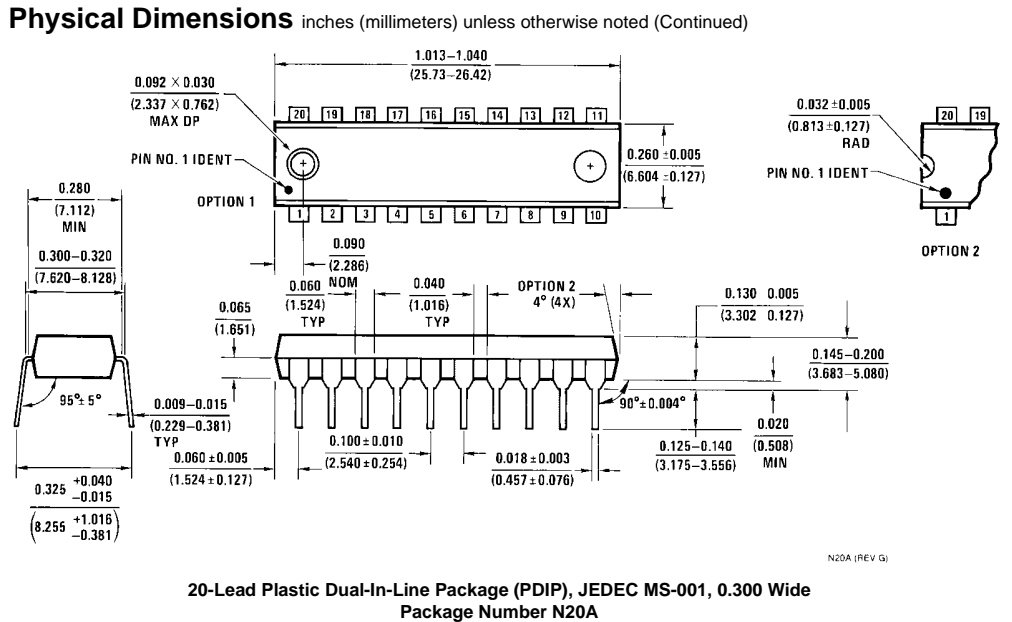 Physical Dimensions inches (millimeters) unless otherwise noted (Continued)
1.013–1.040
(25.73–26.42)
0.092 × 0.030
(2.337 × 0.762)
MAX DP
20 19 18 17 16 15 14 13 12 11
PIN NO. 1 IDENT
OPTION 1
1 2 3 4 5 6 7 8 9 10
0.260 ±0.005
(6.604 ±0.127)
0.032 ±0.005
(0.813 ±0.127)
RAD
20 19
PIN NO. 1 IDENT
1
OPTION 2
0.280
(7.112)
MIN
0.300–0.320
(7.620–8.128)
0.090
(2.286)
NOM
0.060
(1.524)
TYP
0.040
(1.016)
TYP
OPTION 2
4° (4X)
0.065
(1.651)
0.130 0.005
(3.302 0.127)
0.145–0.200
(3.683–5.080)
95° ± 5°
0.009–0.015
(0.229–0.381)
TYP
90° ±0.004°
0.020
(0.508)
MIN
0.125–0.140
(3.175–3.556)
0.100 ±0.010
(2.540 ±0.254)
0.018 ±0.003
(0.457 ±0.076)
0.060 ±0.005
(1.524 ±0.127)
0.325 +0.040 −0.015
(8.255 +1.016 −0.381)
N20A (REV G)
20-Lead Plastic Dual-In-Line Package (PDIP), JEDEC MS-001, 0.300 Wide
Package Number N20A